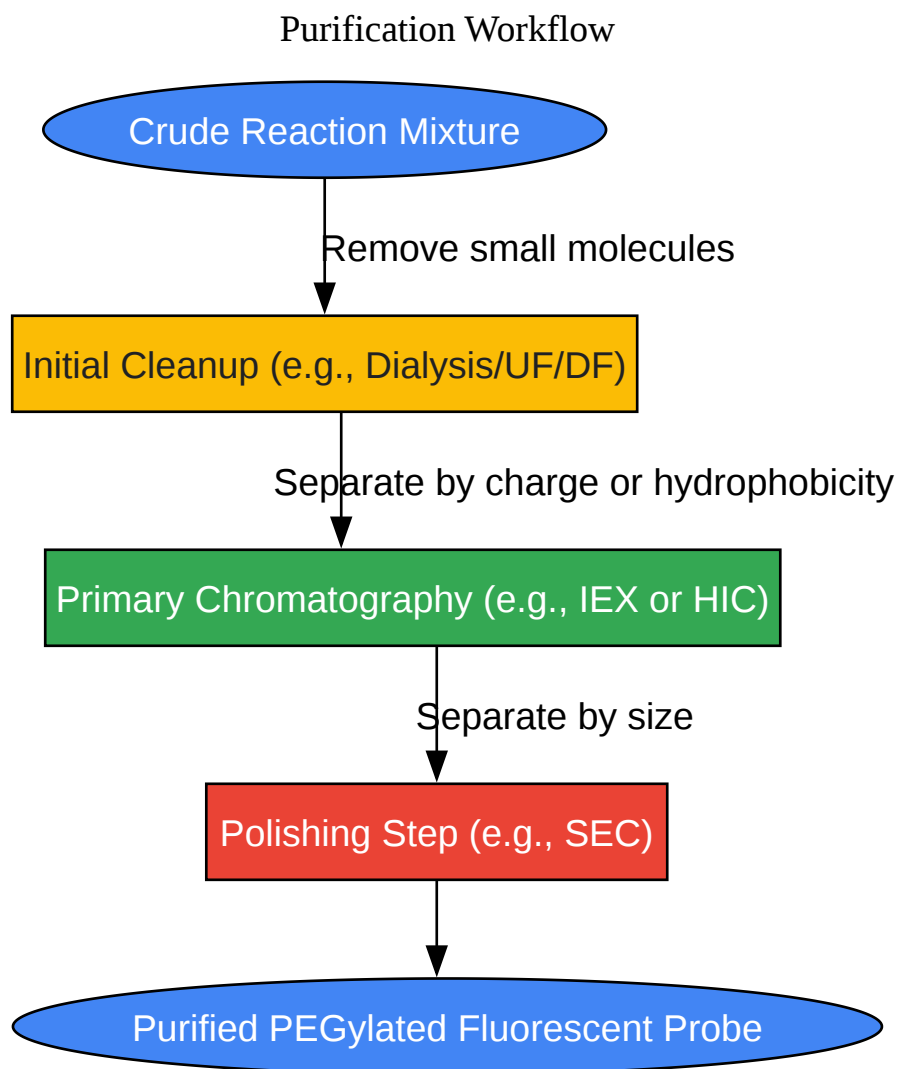 Purification Workflow
Crude Reaction Mixture
Remove small molecules
Initial Cleanup (e.g., Dialysis/UF/DF)
Separate by charge or hydrophobicity
Primary Chromatography (e.g., IEX or HIC)
Separate by size
Polishing Step (e.g., SEC)
Purified PEGylated Fluorescent Probe